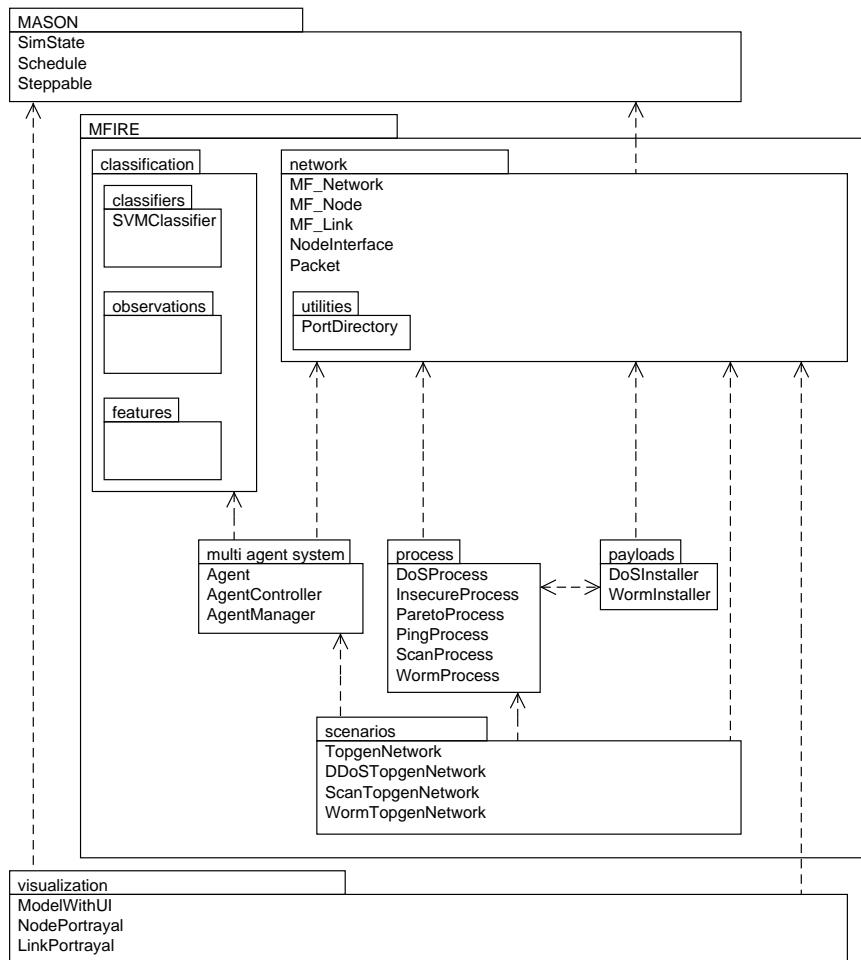 MASON
SimState
Schedule
Steppable
MFIRE
classification
classifiers
SVMClassifier
observations
features
network
MF_Network
MF_Node
MF_Link
NodeInterface
Packet
utilities
PortDirectory
multi agent system
Agent
AgentController
AgentManager
process
DoSProcess
InsecureProcess
ParetoProcess
PingProcess
ScanProcess
WormProcess
payloads
DoSInstaller
WormInstaller
scenarios
TopgenNetwork
DDoSTopgenNetwork
ScanTopgenNetwork
WormTopgenNetwork
visualization
ModelWithUI
NodePortrayal
LinkPortrayal